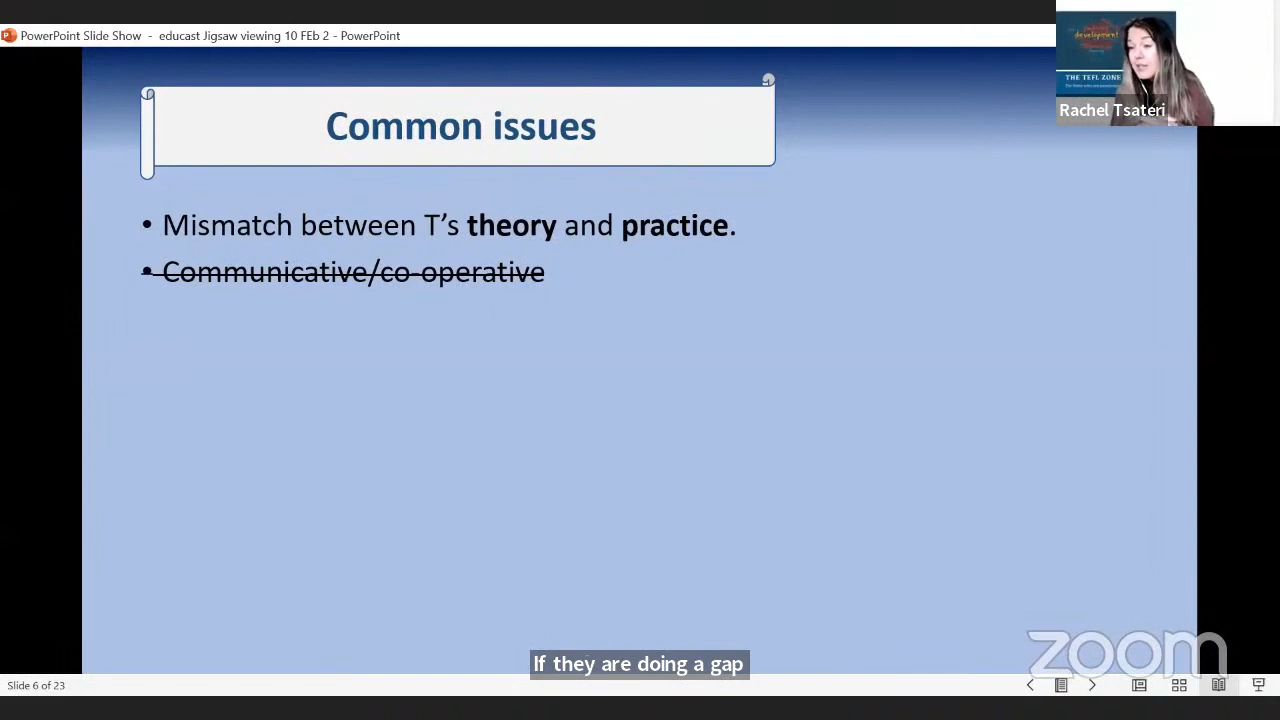 PowerPoint Slide Show - educast Jigsaw viewing 10 FEb 2 - PowerPoint
development
THE TEFL ZONE
Rachel Tsateri
Common issues
• Mismatch between T's theory and practice.
• Communicative/co-operative
If they are doing a gap
zoom
Slide 6 of 23